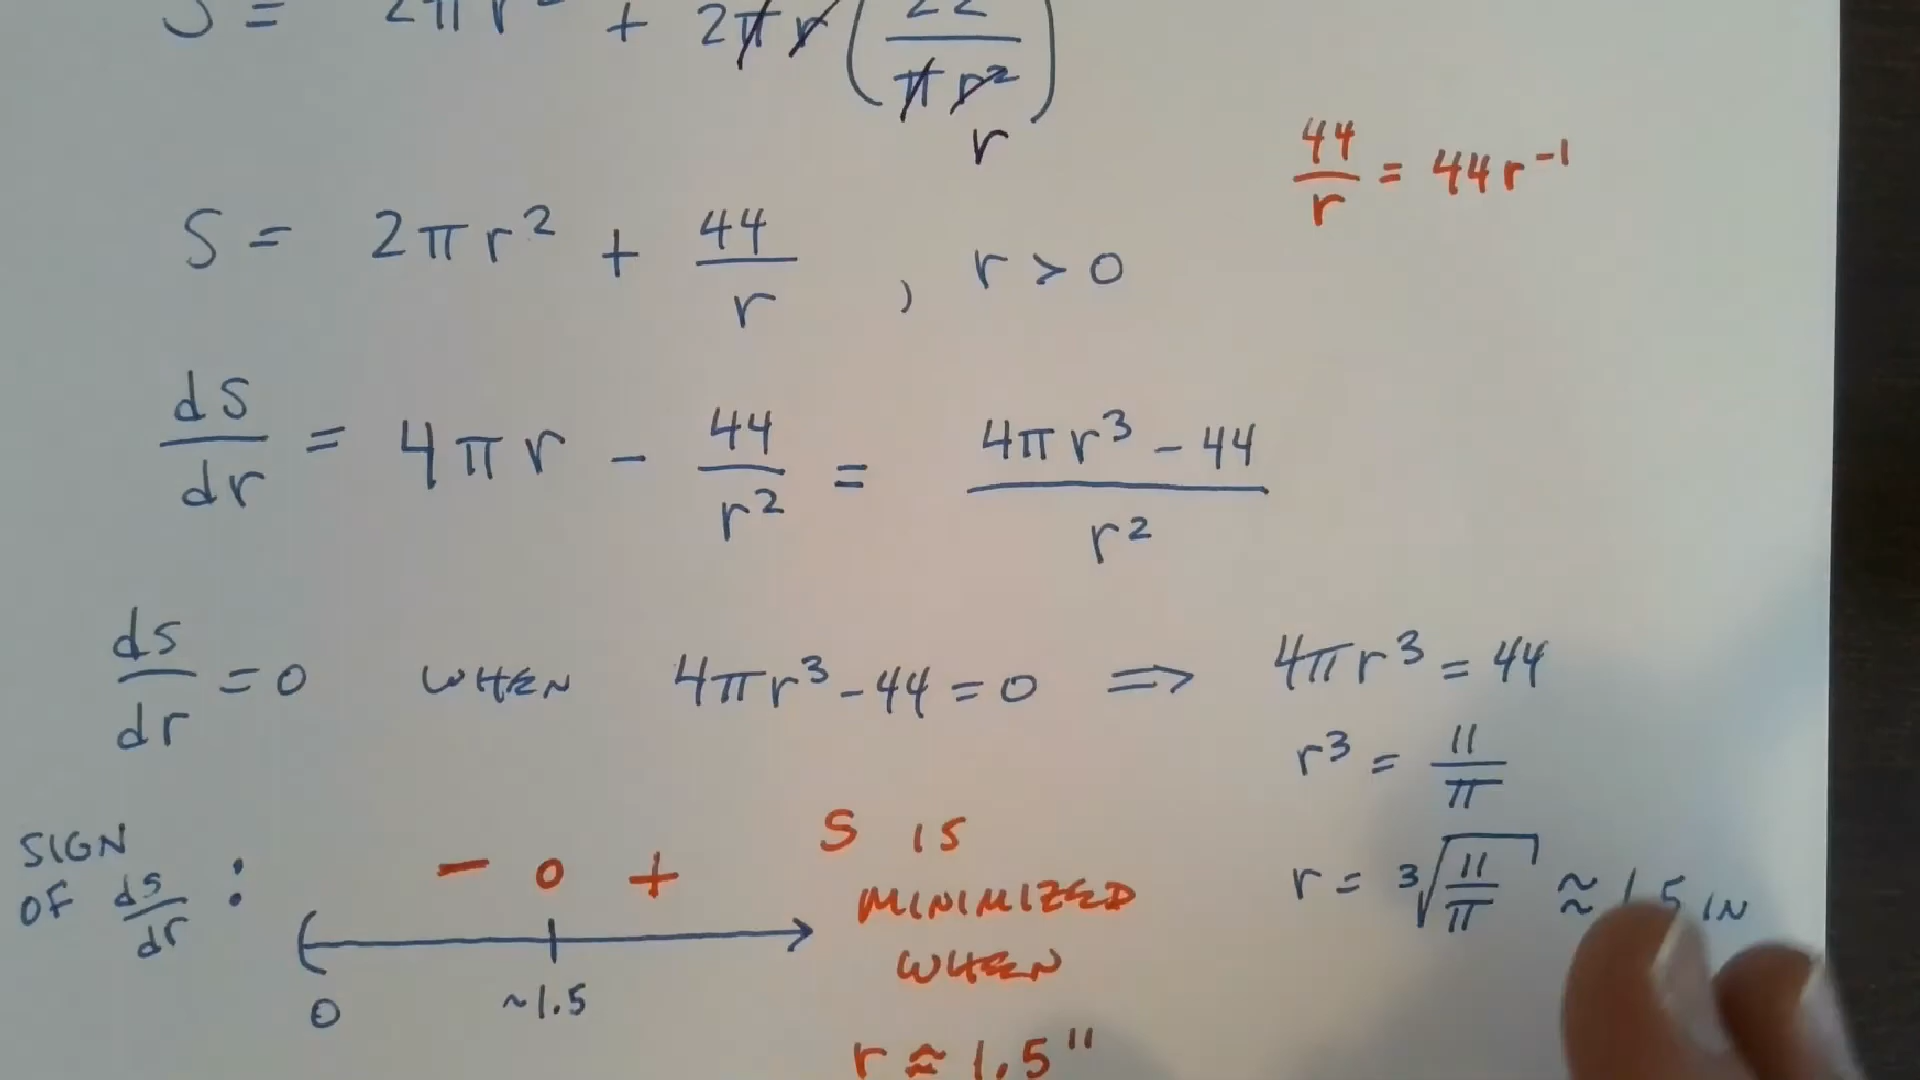 S = 2πr² + 2πr(22/πr²)
r
44/r = 44r⁻¹
S = 2πr² + 44/r , r > 0
dS/dr = 4πr - 44/r² = (4πr³ - 44)/r²
dS/dr = 0 WHEN 4πr³ - 44 = 0 ⇒ 4πr³ = 44
r³ = 11/π
r = ³√(11/π) ≈ 1.5 IN
SIGN OF dS/dr :
- 0 +
0 ~1.5
S IS
MINIMIZED
WHEN
r ≈ 1.5"